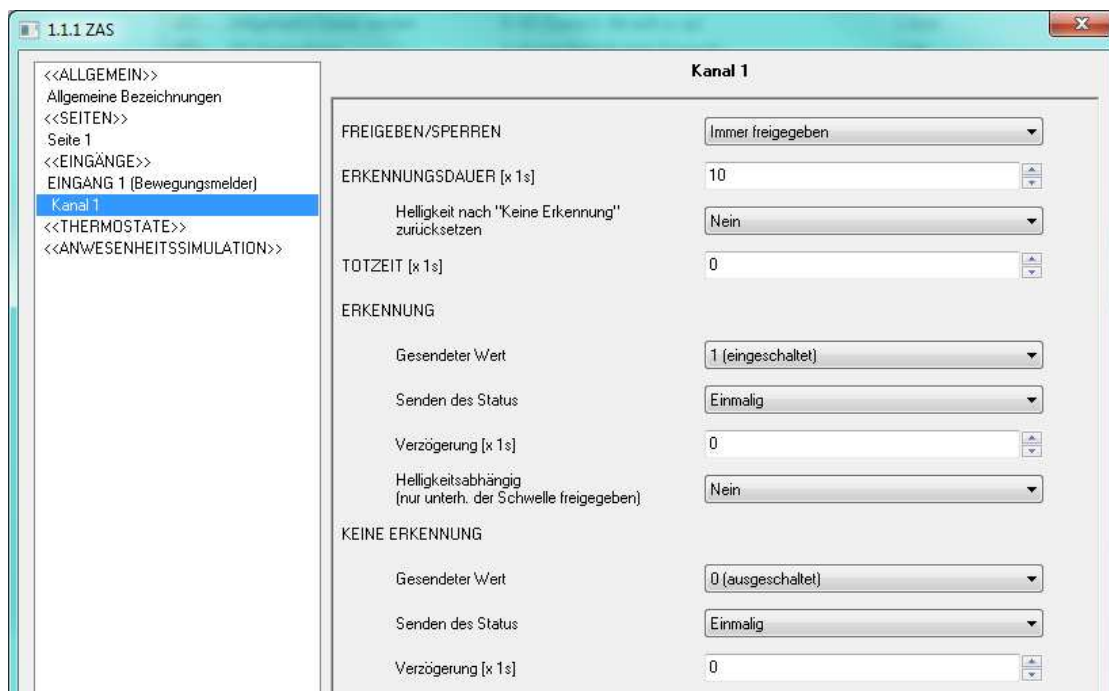 1.1.1 ZAS
<<ALLGEMEIN>>
Allgemeine Bezeichnungen
<<SEITEN>>
Seite 1
<<EINGÄNGE>>
EINGANG 1 (Bewegungsmelder)
Kanal 1
<<THERMOSTATE>>
<<ANWESENHEITSSIMULATION>>
Kanal 1
FREIGEBEN/SPERREN Immer freigegeben
ERKENNUNGSDAUER [x 1s] 10
Helligkeit nach "Keine Erkennung"
zurücksetzen Nein
TOTZEIT [x 1s] 0
ERKENNUNG
Gesendeter Wert 1 (eingeschaltet)
Senden des Status Einmalig
Verzögerung [x 1s] 0
Helligkeitsabhängig
(nur unterh. der Schwelle freigegeben) Nein
KEINE ERKENNUNG
Gesendeter Wert 0 (ausgeschaltet)
Senden des Status Einmalig
Verzögerung [x 1s] 0